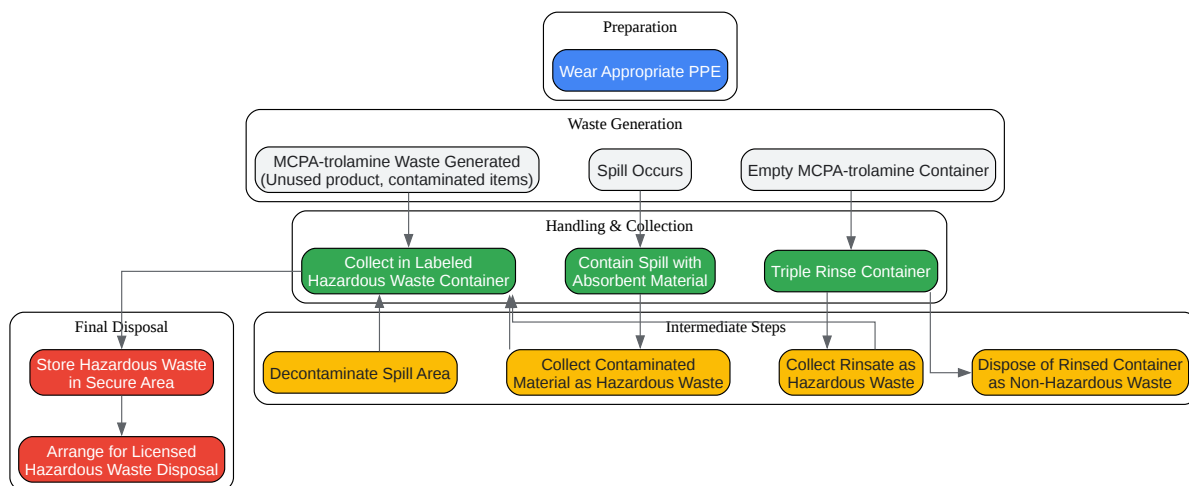 Preparation
Wear Appropriate PPE
Waste Generation
MCPA-trolamine Waste Generated
(Unused product, contaminated items)
Spill Occurs
Empty MCPA-trolamine Container
Handling & Collection
Collect in Labeled
Hazardous Waste Container
Contain Spill with
Absorbent Material
Triple Rinse Container
Final Disposal
Store Hazardous Waste
in Secure Area
Arrange for Licensed
Hazardous Waste Disposal
Intermediate Steps
Decontaminate Spill Area
Collect Contaminated
Material as Hazardous Waste
Collect Rinsate as
Hazardous Waste
Dispose of Rinsed Container
as Non-Hazardous Waste